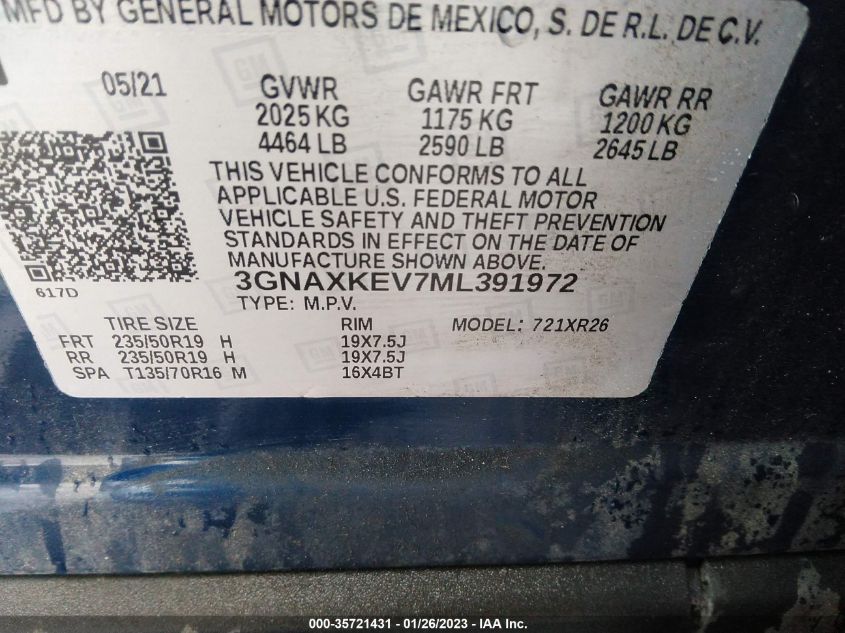 MFD BY GENERAL MOTORS DE MEXICO, S. DE R.L. DE C.V.
05/21 GVWR GAWR FRT GAWR RR
2025 KG 1175 KG 1200 KG
4464 LB 2590 LB 2645 LB
THIS VEHICLE CONFORMS TO ALL
APPLICABLE U.S. FEDERAL MOTOR
VEHICLE SAFETY AND THEFT PREVENTION
STANDARDS IN EFFECT ON THE DATE OF
MANUFACTURE SHOWN ABOVE.
617D
3GNAXKEV7ML391972
TYPE: M.P.V.
TIRE SIZE RIM MODEL: 721XR26
FRT 235/50R19 H 19X7.5J
RR 235/50R19 H 19X7.5J
SPA T135/70R16 M 16X4BT
000-35721431 - 01/26/2023 - © IAA Inc.